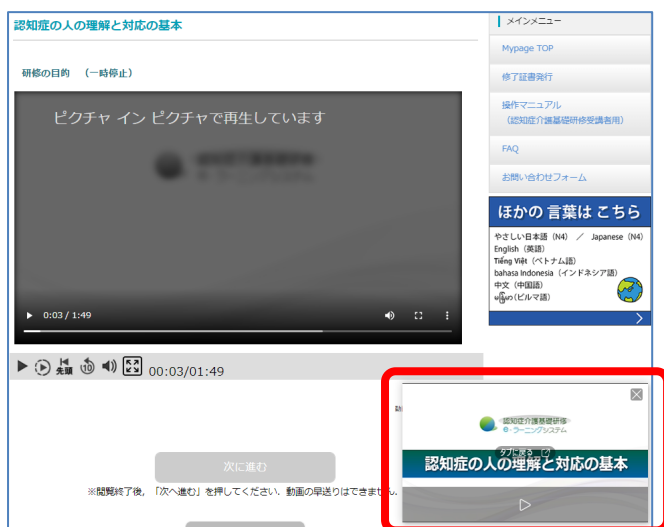 認知症の人の理解と対応の基本
研修の目的 (一時停止)
ピクチャ イン ピクチャで再生しています
0:03 / 1:49
先頭
10
00:03/01:49
次に進む
※閲覧終了後,「次へ進む」を押してください. 動画の早送りはできません.
メインメニュー
Mypage TOP
修了証書発行
操作マニュアル
(認知症介護基礎研修受講者用)
FAQ
お問い合わせフォーム
ほかの 言葉は こちら
やさしい日本語 (N4) / Japanese (N4)
English (英語)
Tiếng Việt (ベトナム語)
bahasa Indonesia (インドネシア語)
中文 (中国語)
မြန်မာ(ビルマ語)
認知症介護基礎研修
e-ラーニングシステム
タブに戻る
認知症の人の理解と対応の基本